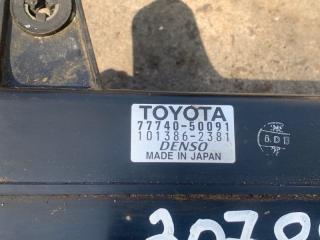 TOYOTA
77740-50091
101386-2381
DENSO
MADE IN JAPAN